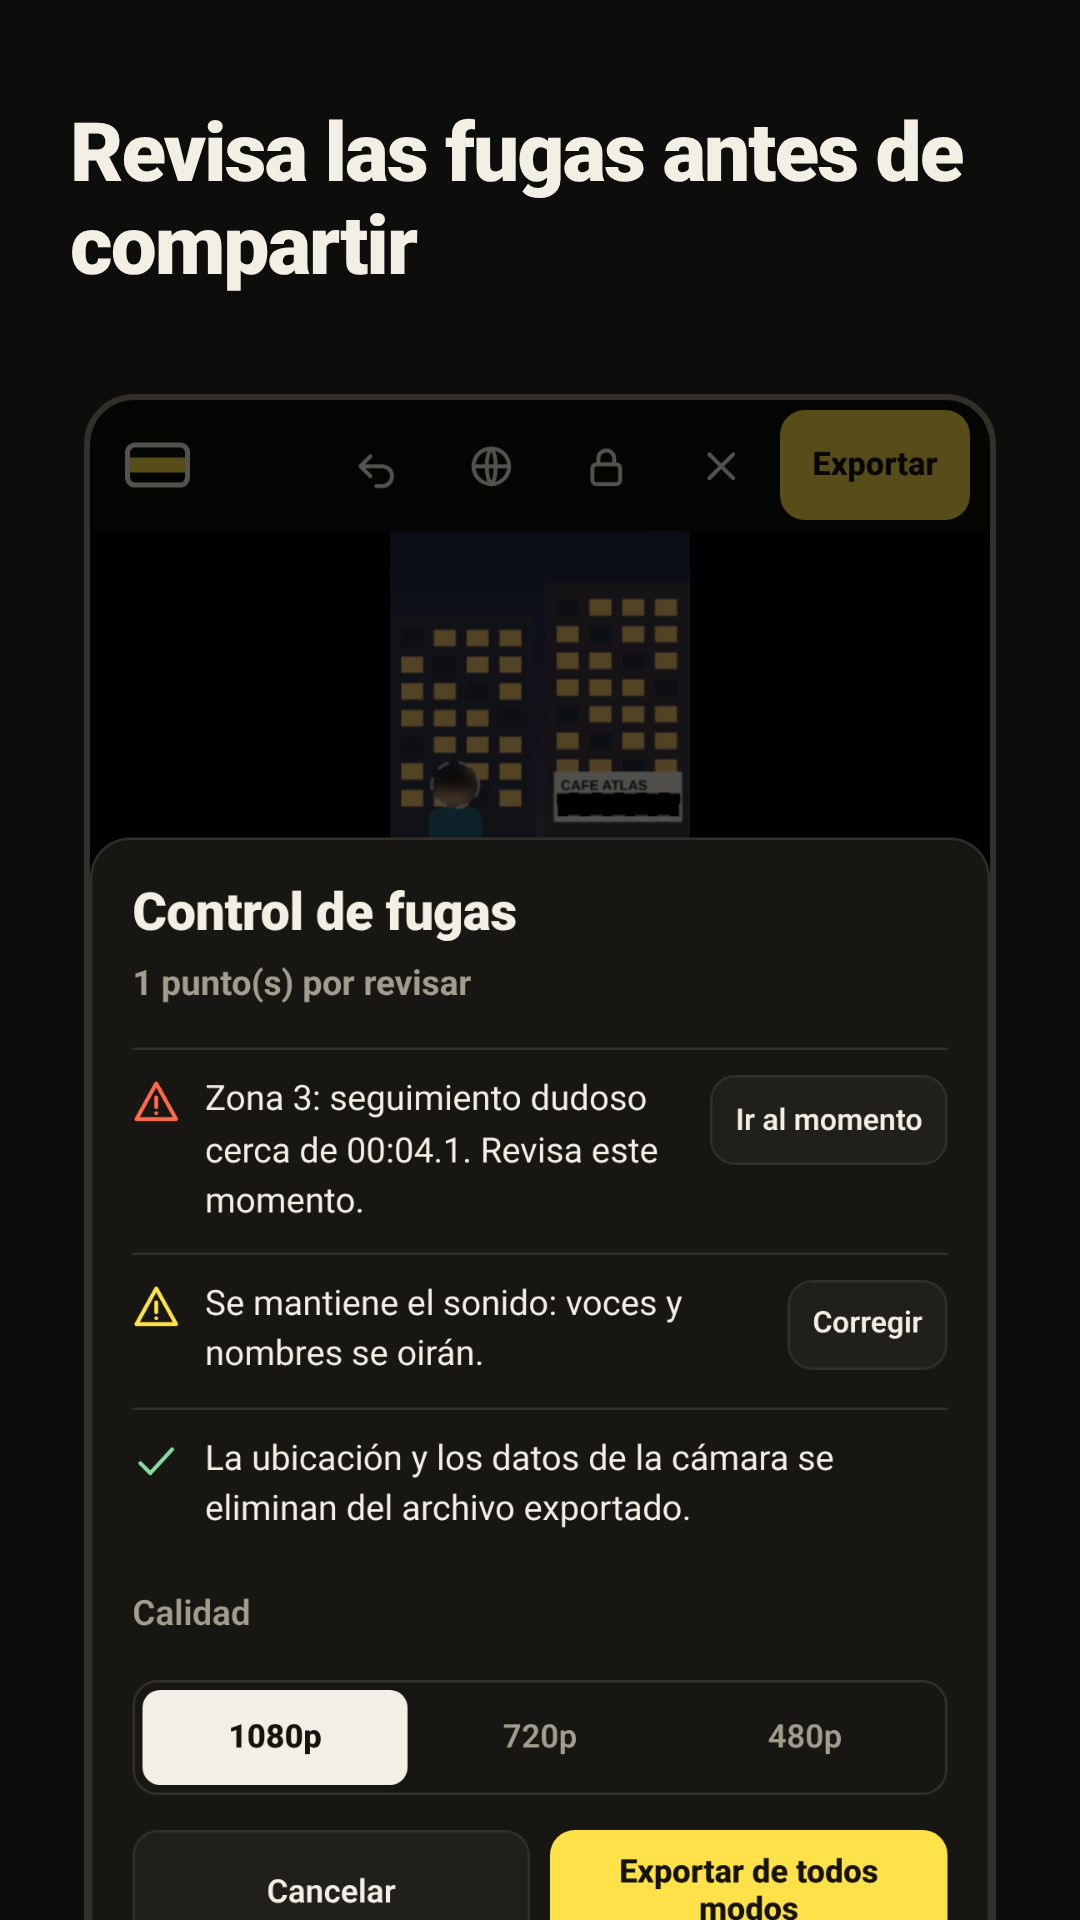 Revisa las fugas antes de
compartir
Exportar
CAFE ATLAS
Control de fugas
1 punto(s) por revisar
Zona 3: seguimiento dudoso
cerca de 00:04.1. Revisa este
momento.
Ir al momento
Se mantiene el sonido: voces y
nombres se oirán.
Corregir
La ubicación y los datos de la cámara se
eliminan del archivo exportado.
Calidad
1080p
720p
480p
Cancelar
Exportar de todos
modos